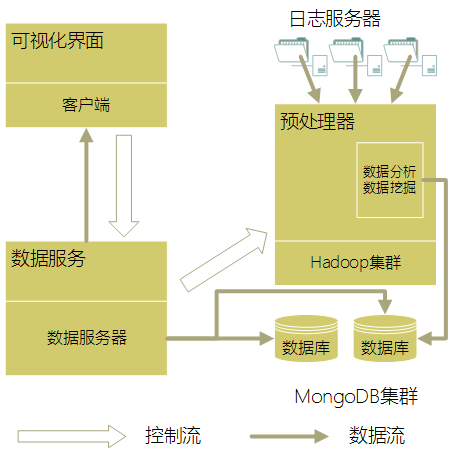 日志服务器
可视化界面
客户端
预处理器
数据分析
数据挖掘
Hadoop集群
数据服务
数据服务器
数据库
数据库
MongoDB集群
控制流
数据流